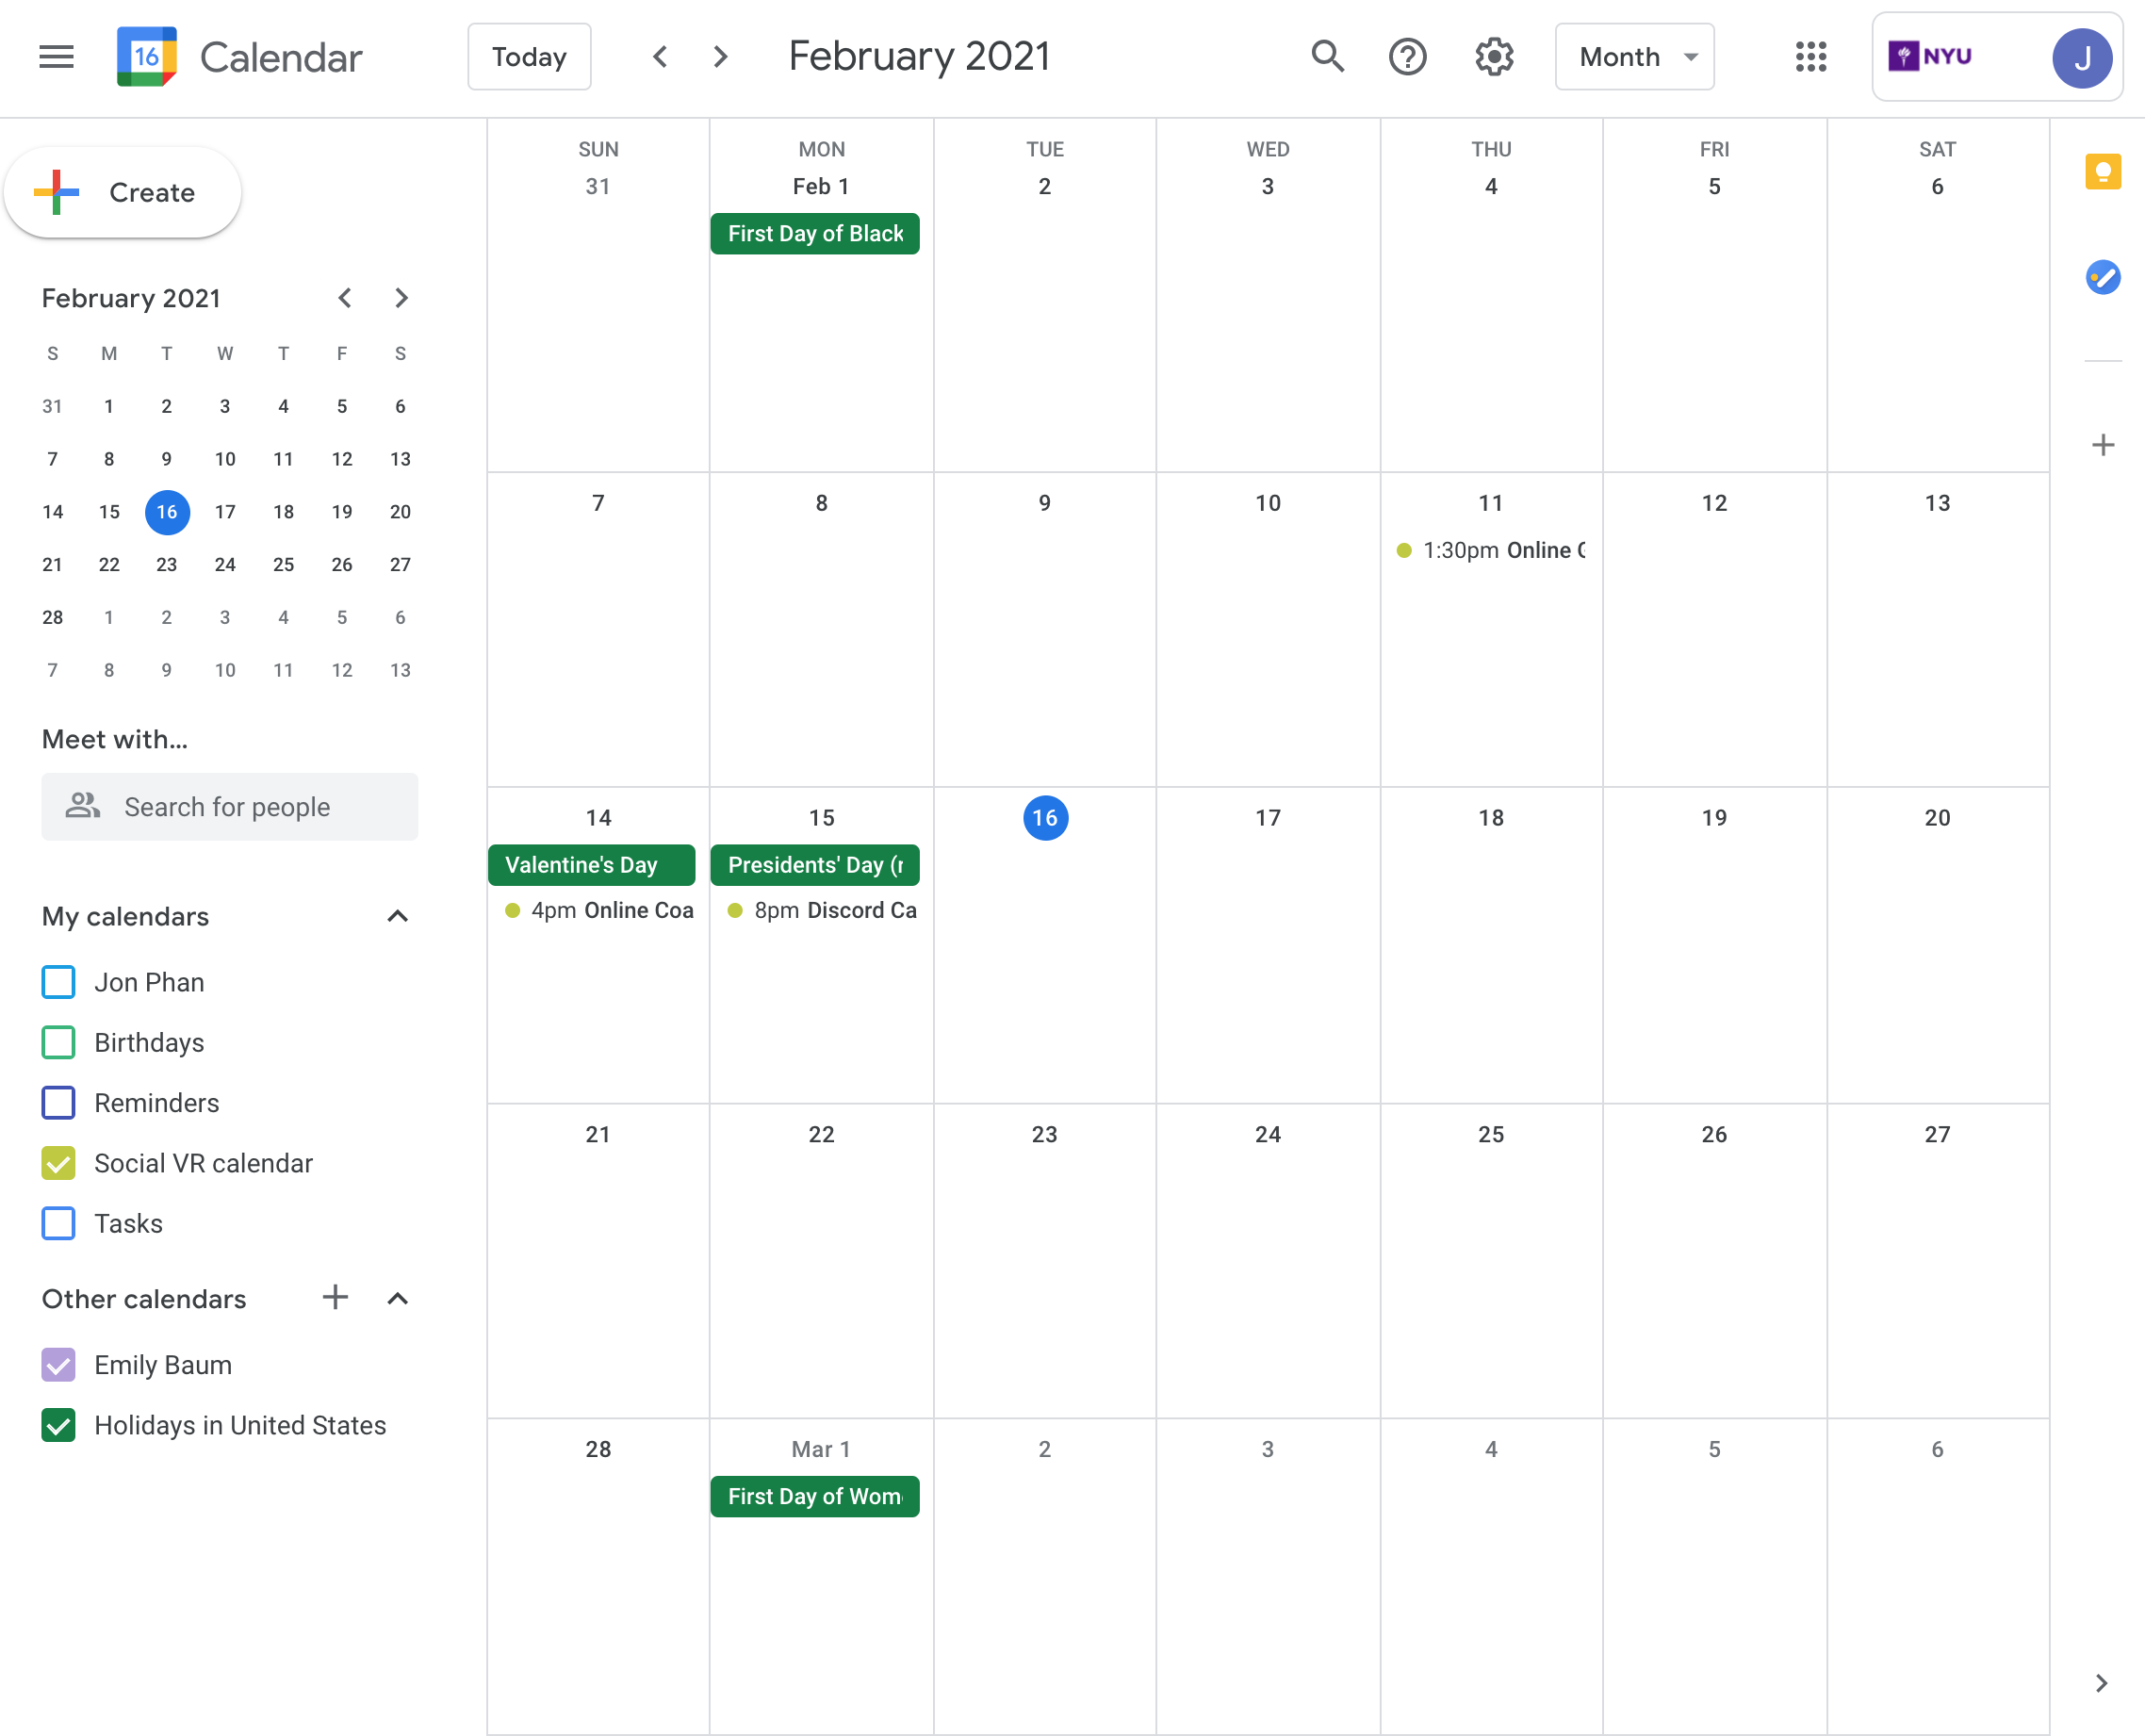 16 Calendar Today February 2021 Month NYU J
Create
February 2021
S M T W T F S
31 1 2 3 4 5 6
7 8 9 10 11 12 13
14 15 16 17 18 19 20
21 22 23 24 25 26 27
28 1 2 3 4 5 6
7 8 9 10 11 12 13
Meet with...
Search for people
My calendars
Jon Phan
Birthdays
Reminders
Social VR calendar
Tasks
Other calendars
Emily Baum
Holidays in United States
SUN MON TUE WED THU FRI SAT
31 Feb 1 2 3 4 5 6
First Day of Black
7 8 9 10 11 12 13
1:30pm Online
14 15 16 17 18 19 20
Valentine's Day Presidents' Day (
4pm Online Coa 8pm Discord Ca
21 22 23 24 25 26 27
28 Mar 1 2 3 4 5 6
First Day of Wom